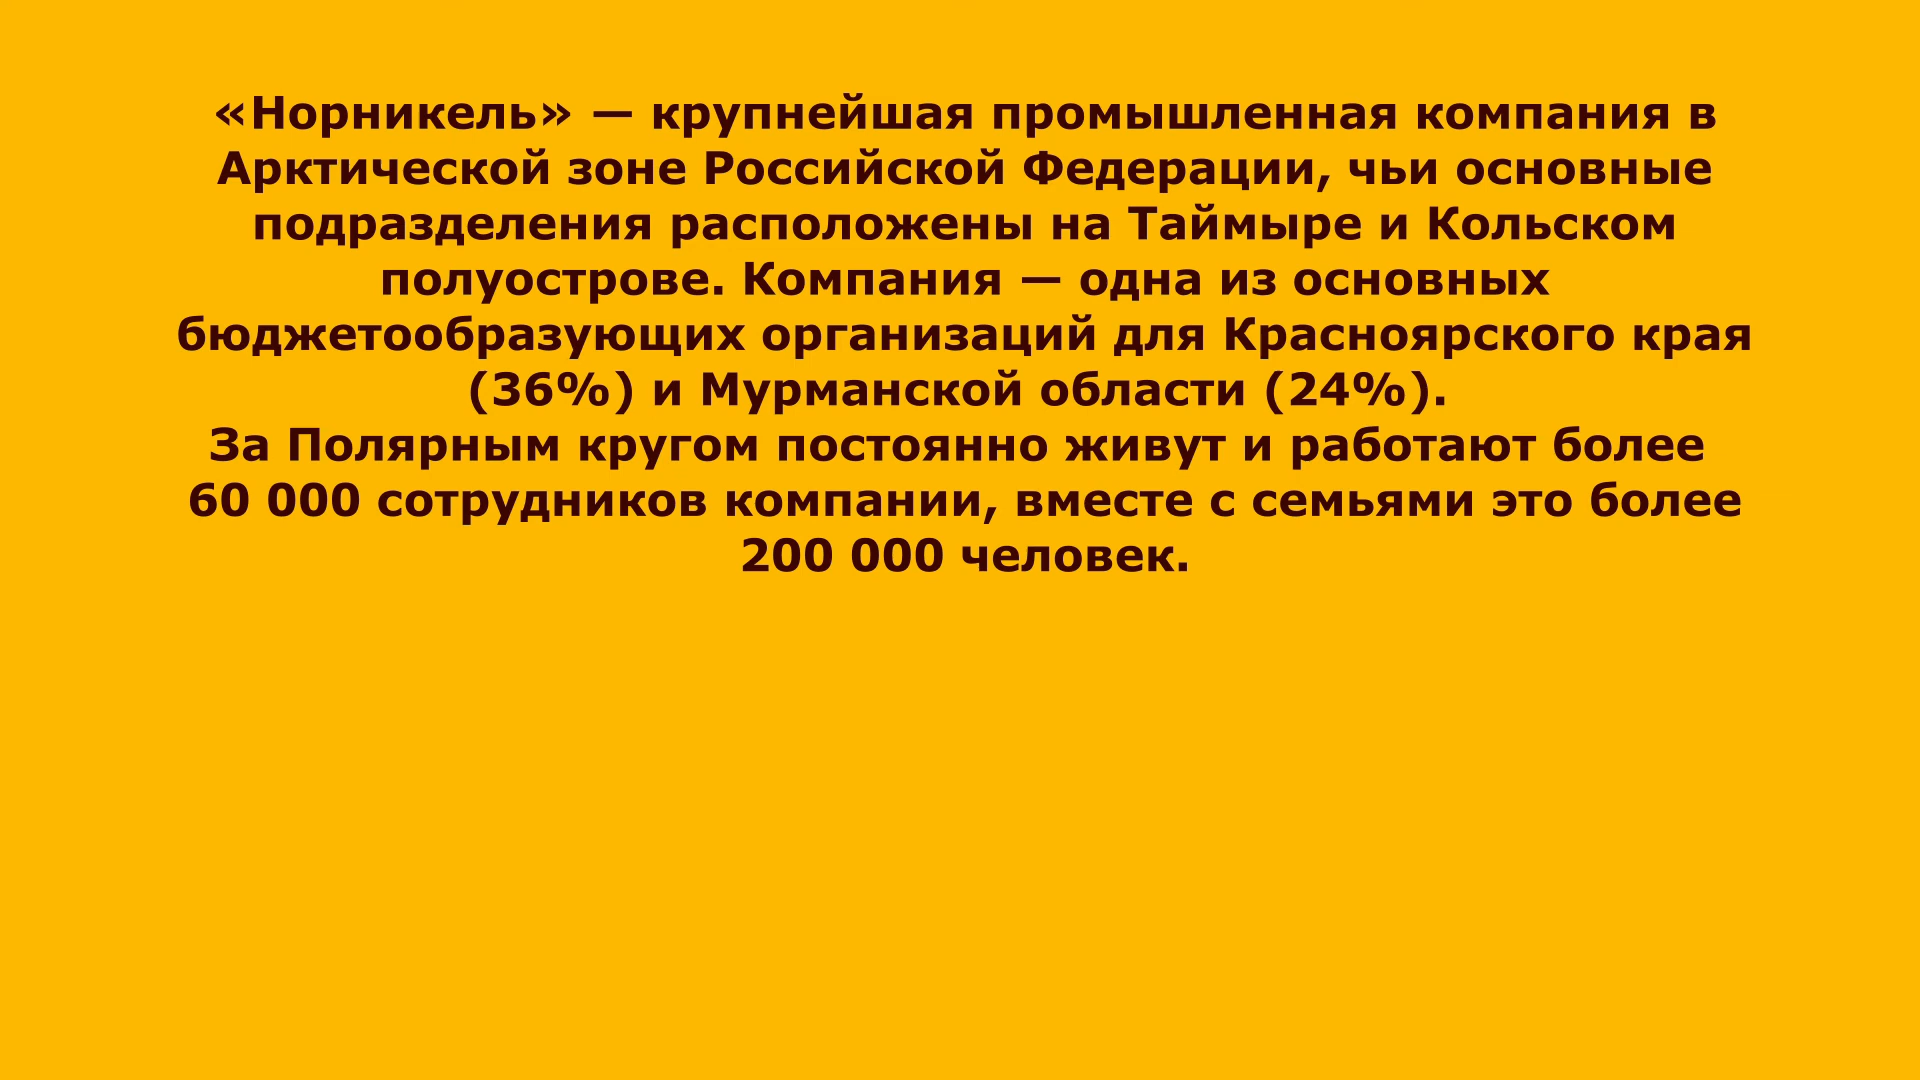 «Норникель» — крупнейшая промышленная компания в
Арктической зоне Российской Федерации, чьи основные
подразделения расположены на Таймыре и Кольском
полуострове. Компания — одна из основных
бюджетообразующих организаций для Красноярского края
(36%) и Мурманской области (24%).
За Полярным кругом постоянно живут и работают более
60 000 сотрудников компании, вместе с семьями это более
200 000 человек.